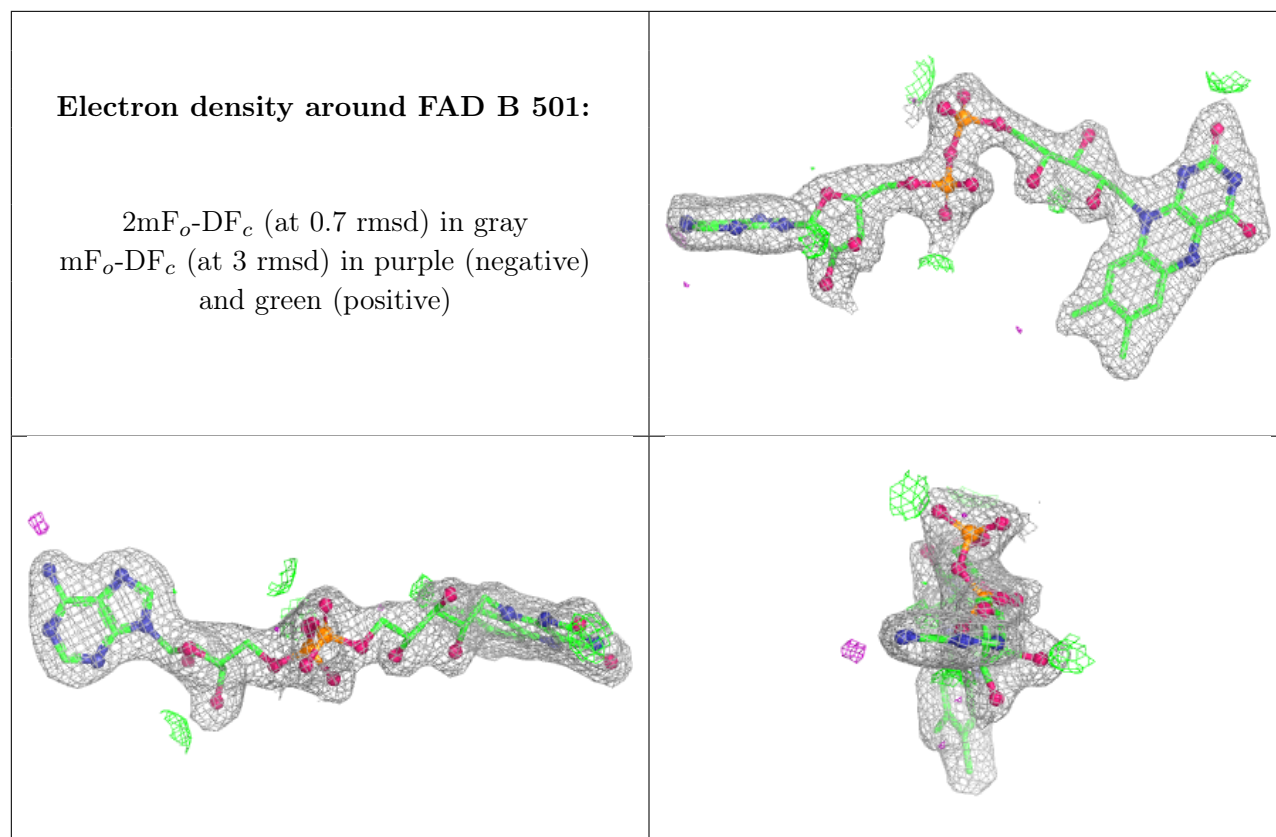 Electron density around FAD B 501:
2mFo-DFc (at 0.7 rmsd) in gray
mFo-DFc (at 3 rmsd) in purple (negative)
and green (positive)